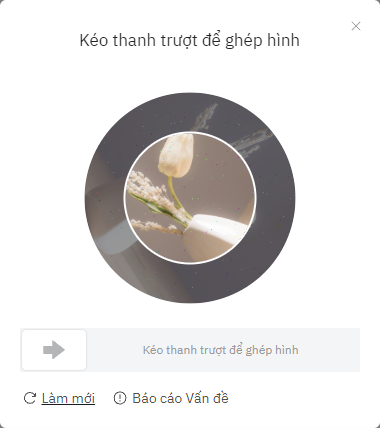 Kéo thanh trượt để ghép hình
Kéo thanh trượt để ghép hình
Làm mới Báo cáo Vấn đề